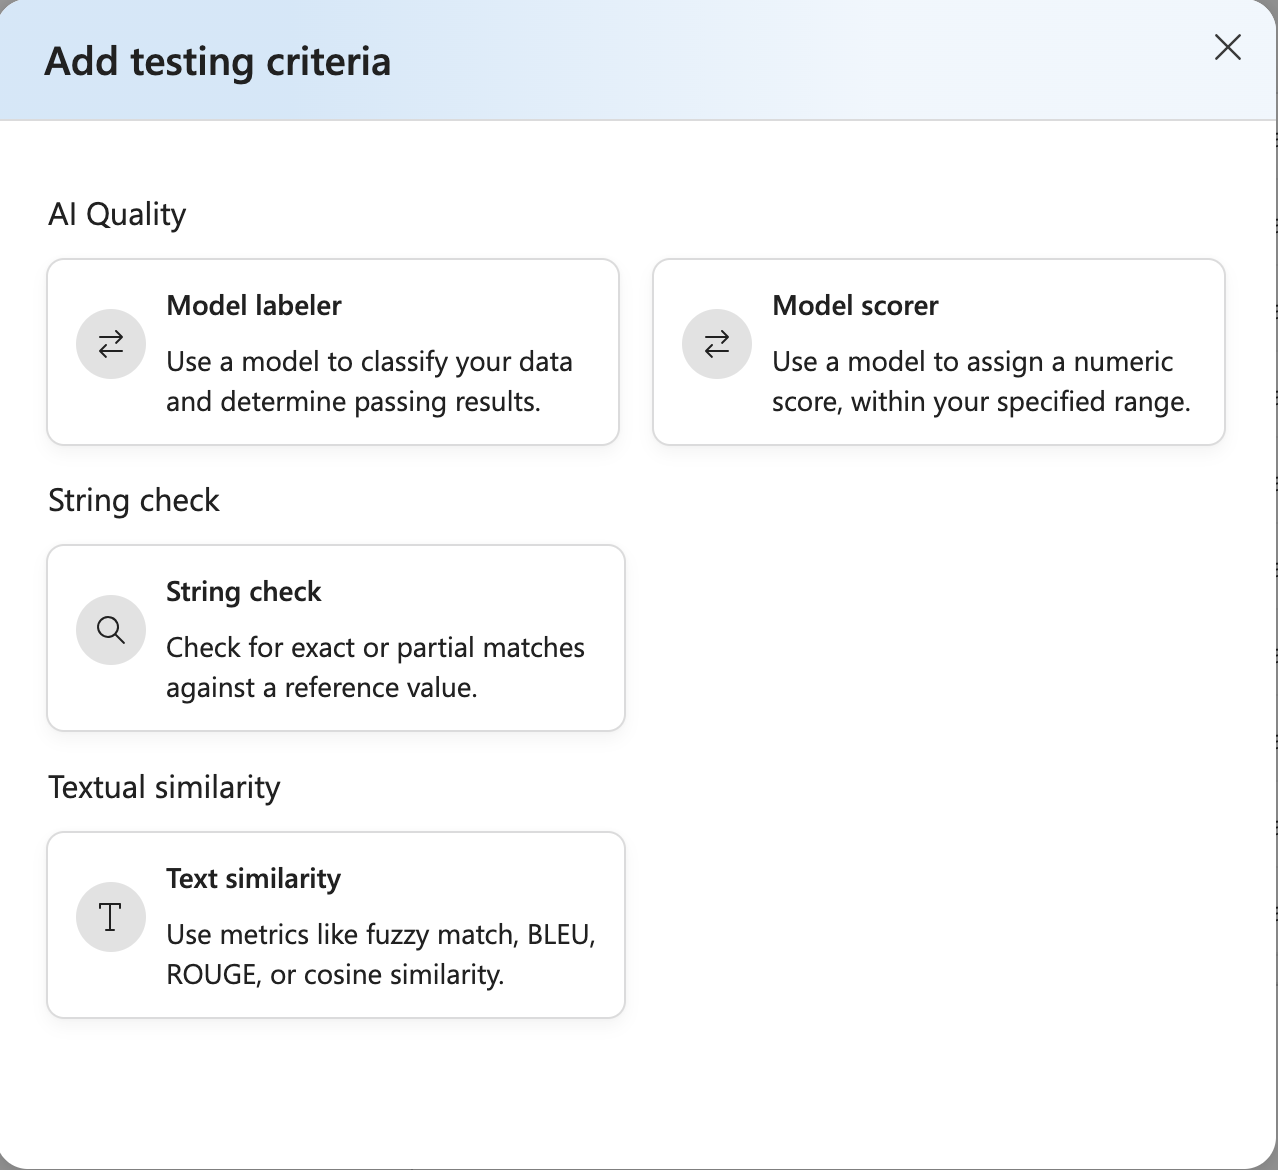 Add testing criteria
AI Quality
Model labeler
Use a model to classify your data
and determine passing results.
Model scorer
Use a model to assign a numeric
score, within your specified range.
String check
String check
Check for exact or partial matches
against a reference value.
Textual similarity
Text similarity
Use metrics like fuzzy match, BLEU,
ROUGE, or cosine similarity.